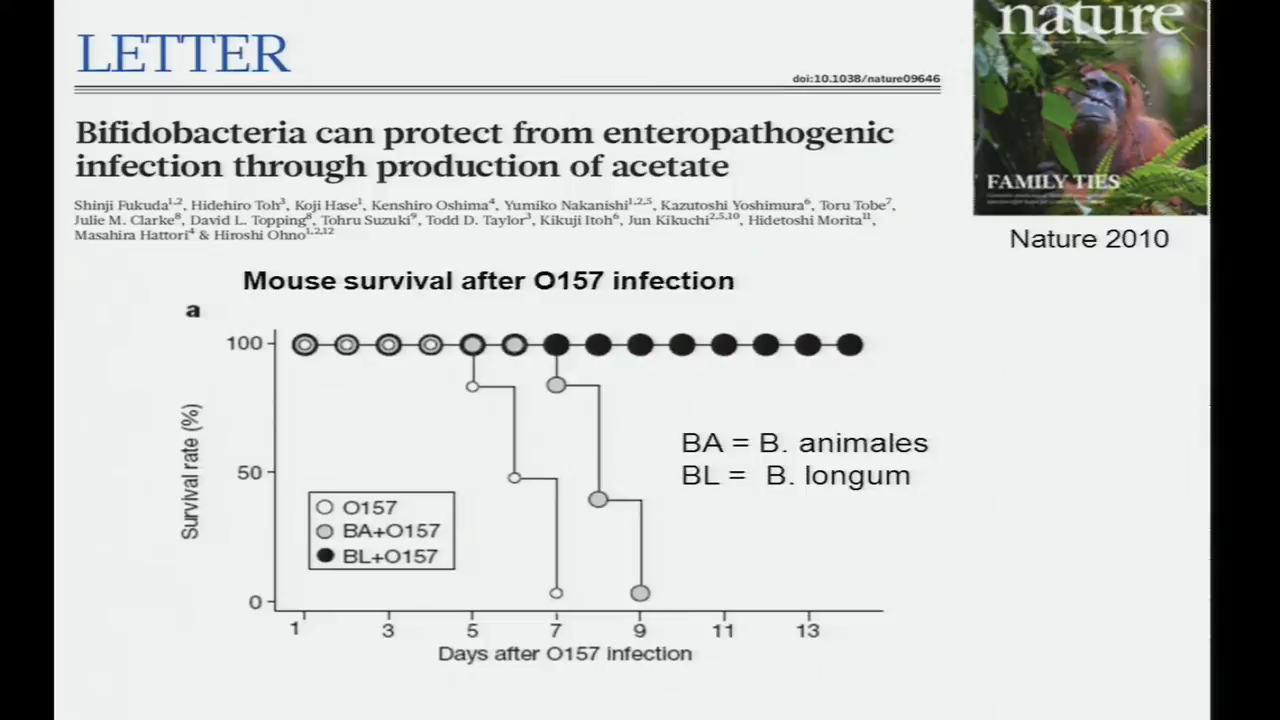 nature
FAMILY TIES
LETTER
doi:10.1038/nature09646
Nature 2010
Bifidobacteria can protect from enteropathogenic
infection through production of acetate
Shinji Fukuda1,2, Hidehiro Toh3, Koji Hase1, Kenshiro Oshima4, Yumiko Nakanishi1,2,5, Kazutoshi Yoshimura6, Toru Tobe7,
Julie M. Clarke8, David L. Topping8, Tohru Suzuki9, Todd D. Taylor3, Kikuji Itoh6, Jun Kikuchi2,5,10, Hidetoshi Morita11,
Masahira Hattori4 & Hiroshi Ohno1,2,12
Mouse survival after O157 infection
a
100
50
0
Survival rate (%)
O157
BA+O157
BL+O157
BA = B. animales
BL = B. longum
1 3 5 7 9 11 13
Days after O157 infection